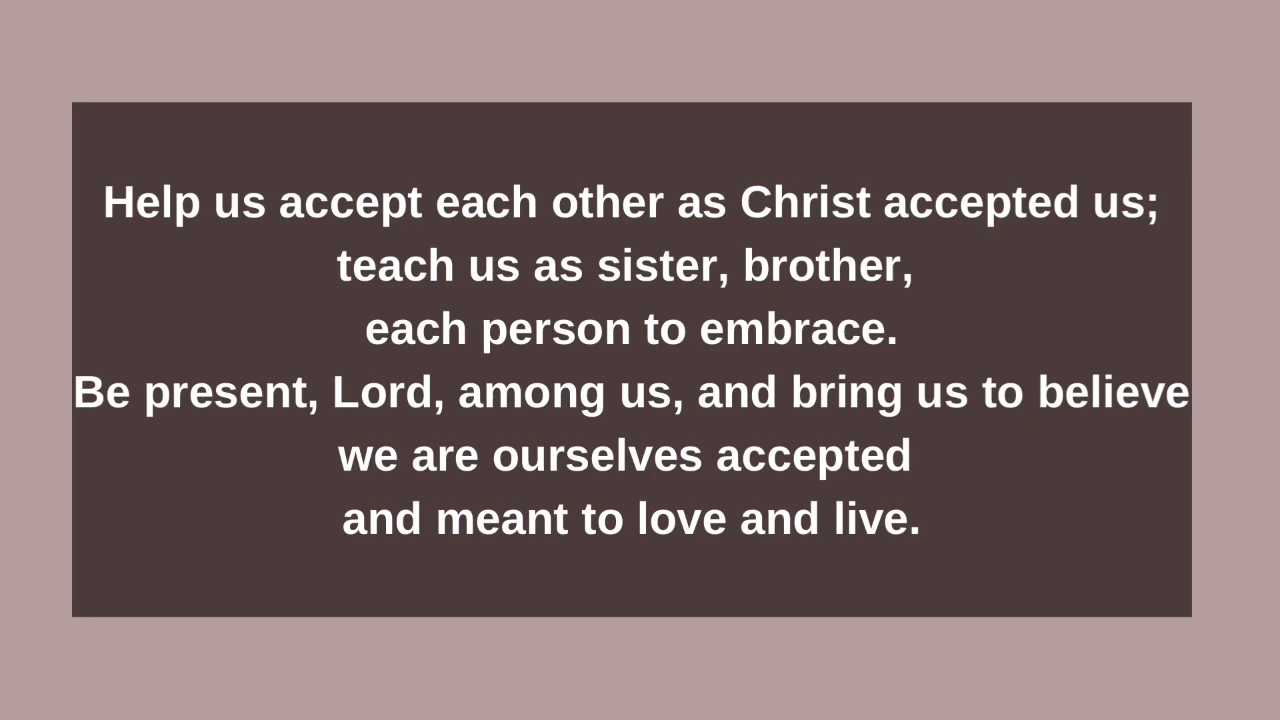 Help us accept each other as Christ accepted us;
teach us as sister, brother,
each person to embrace.
Be present, Lord, among us, and bring us to believe
we are ourselves accepted
and meant to love and live.